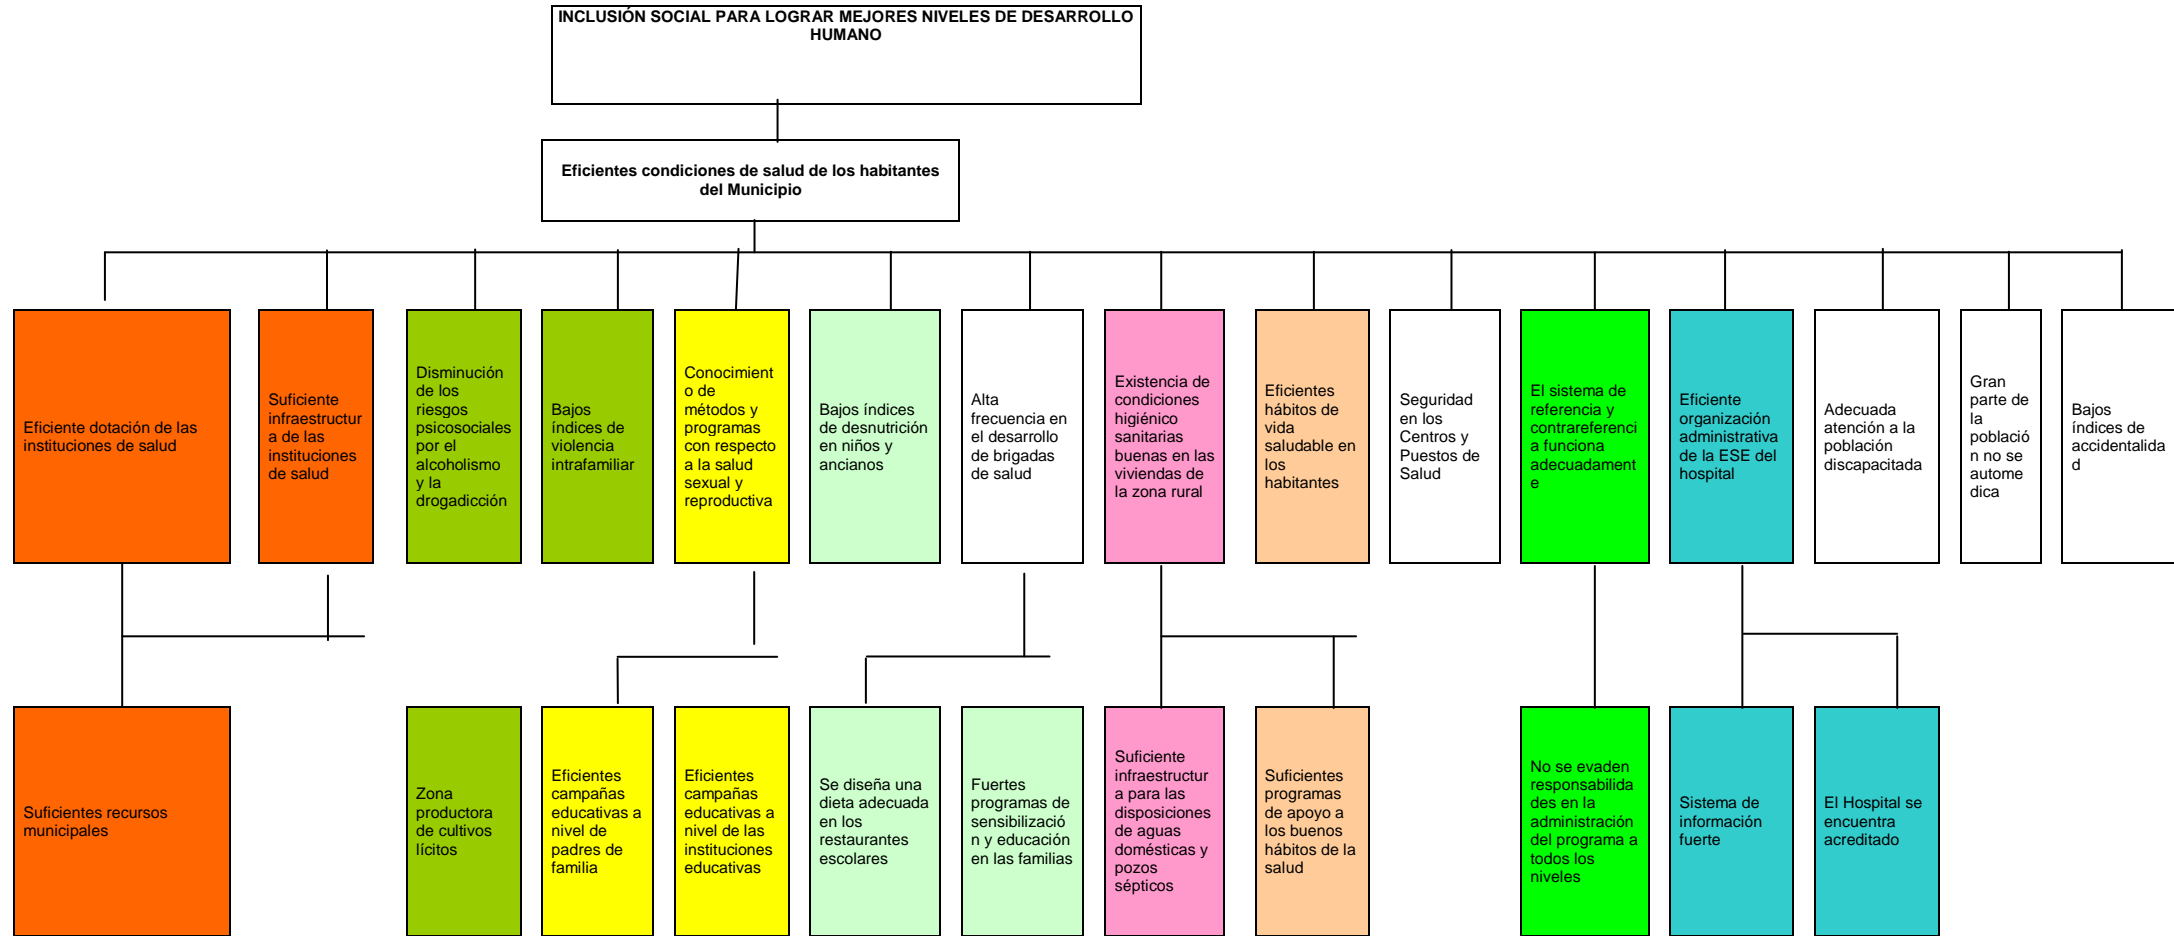 INCLUSIÓN SOCIAL PARA LOGRAR MEJORES NIVELES DE DESARROLLO
HUMANO
Eficientes condiciones de salud de los habitantes
del Municipio
Eficiente dotación de las
instituciones de salud
Suficiente
infraestructur
a de las
instituciones
de salud
Disminución
de los
riesgos
psicosociales
por el
alcoholismo
y la
drogadicción
Bajos
índices de
violencia
intrafamiliar
Conocimient
o de
métodos y
programas
con respecto
a la salud
sexual y
reproductiva
Bajos índices
de desnutrición
en niños y
ancianos
Alta
frecuencia en
el desarrollo
de brigadas
de salud
Existencia de
condiciones
higiénico
sanitarias
buenas en las
viviendas de
la zona rural
Eficientes
hábitos de
vida
saludable en
los
habitantes
Seguridad
en los
Centros y
Puestos de
Salud
El sistema de
referencia y
contrareferenci
a funciona
adecuadament
e
Eficiente
organización
administrativa
de la ESE del
hospital
Adecuada
atención a la
población
discapacitada
Gran
parte de
la
població
n no se
autome
dica
Bajos
índices de
accidentalida
d
Suficientes recursos
municipales
Zona
productora
de cultivos
lícitos
Eficientes
campañas
educativas a
nivel de
padres de
familia
Eficientes
campañas
educativas a
nivel de las
instituciones
educativas
Se diseña una
dieta adecuada
en los
restaurantes
escolares
Fuertes
programas de
sensibilizació
n y educación
en las familias
Suficiente
infraestructur
a para las
disposiciones
de aguas
domésticas y
pozos
sépticos
Suficientes
programas
de apoyo a
los buenos
hábitos de la
salud
No se evaden
responsabilida
des en la
administración
del programa a
todos los
niveles
Sistema de
información
fuerte
El Hospital se
encuentra
acreditado